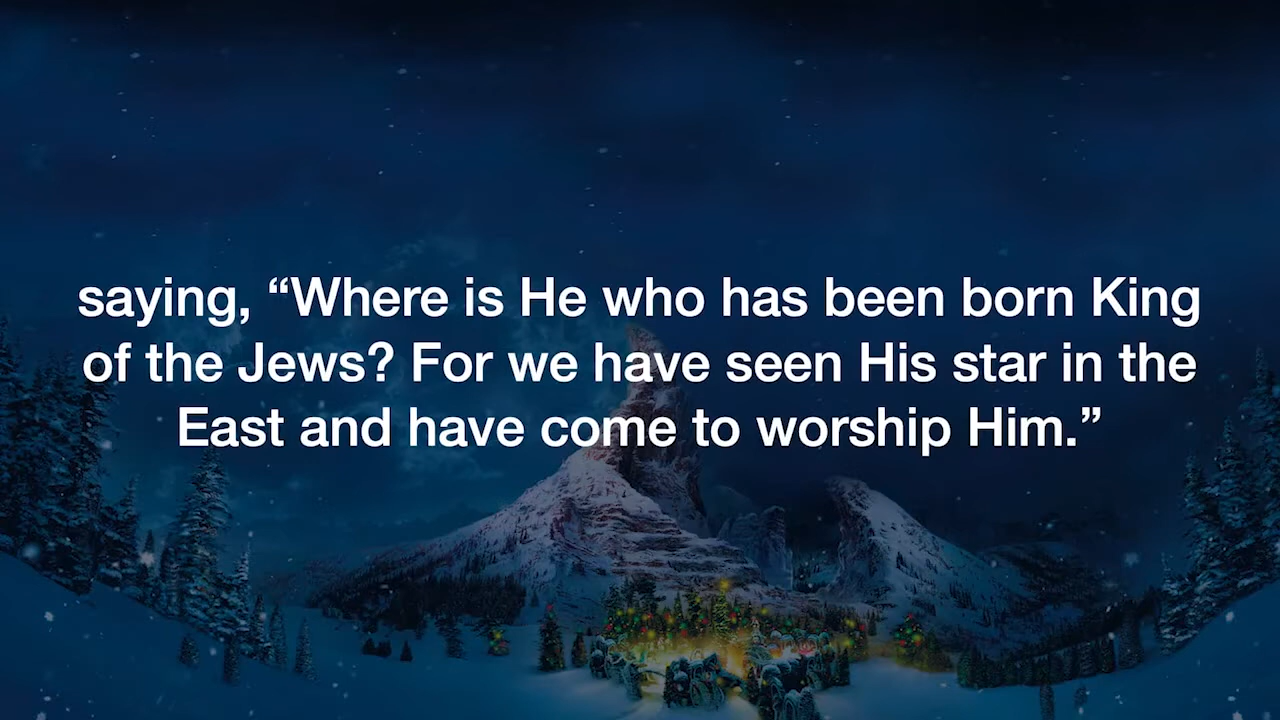 saying, “Where is He who has been born King
of the Jews? For we have seen His star in the
East and have come to worship Him.”